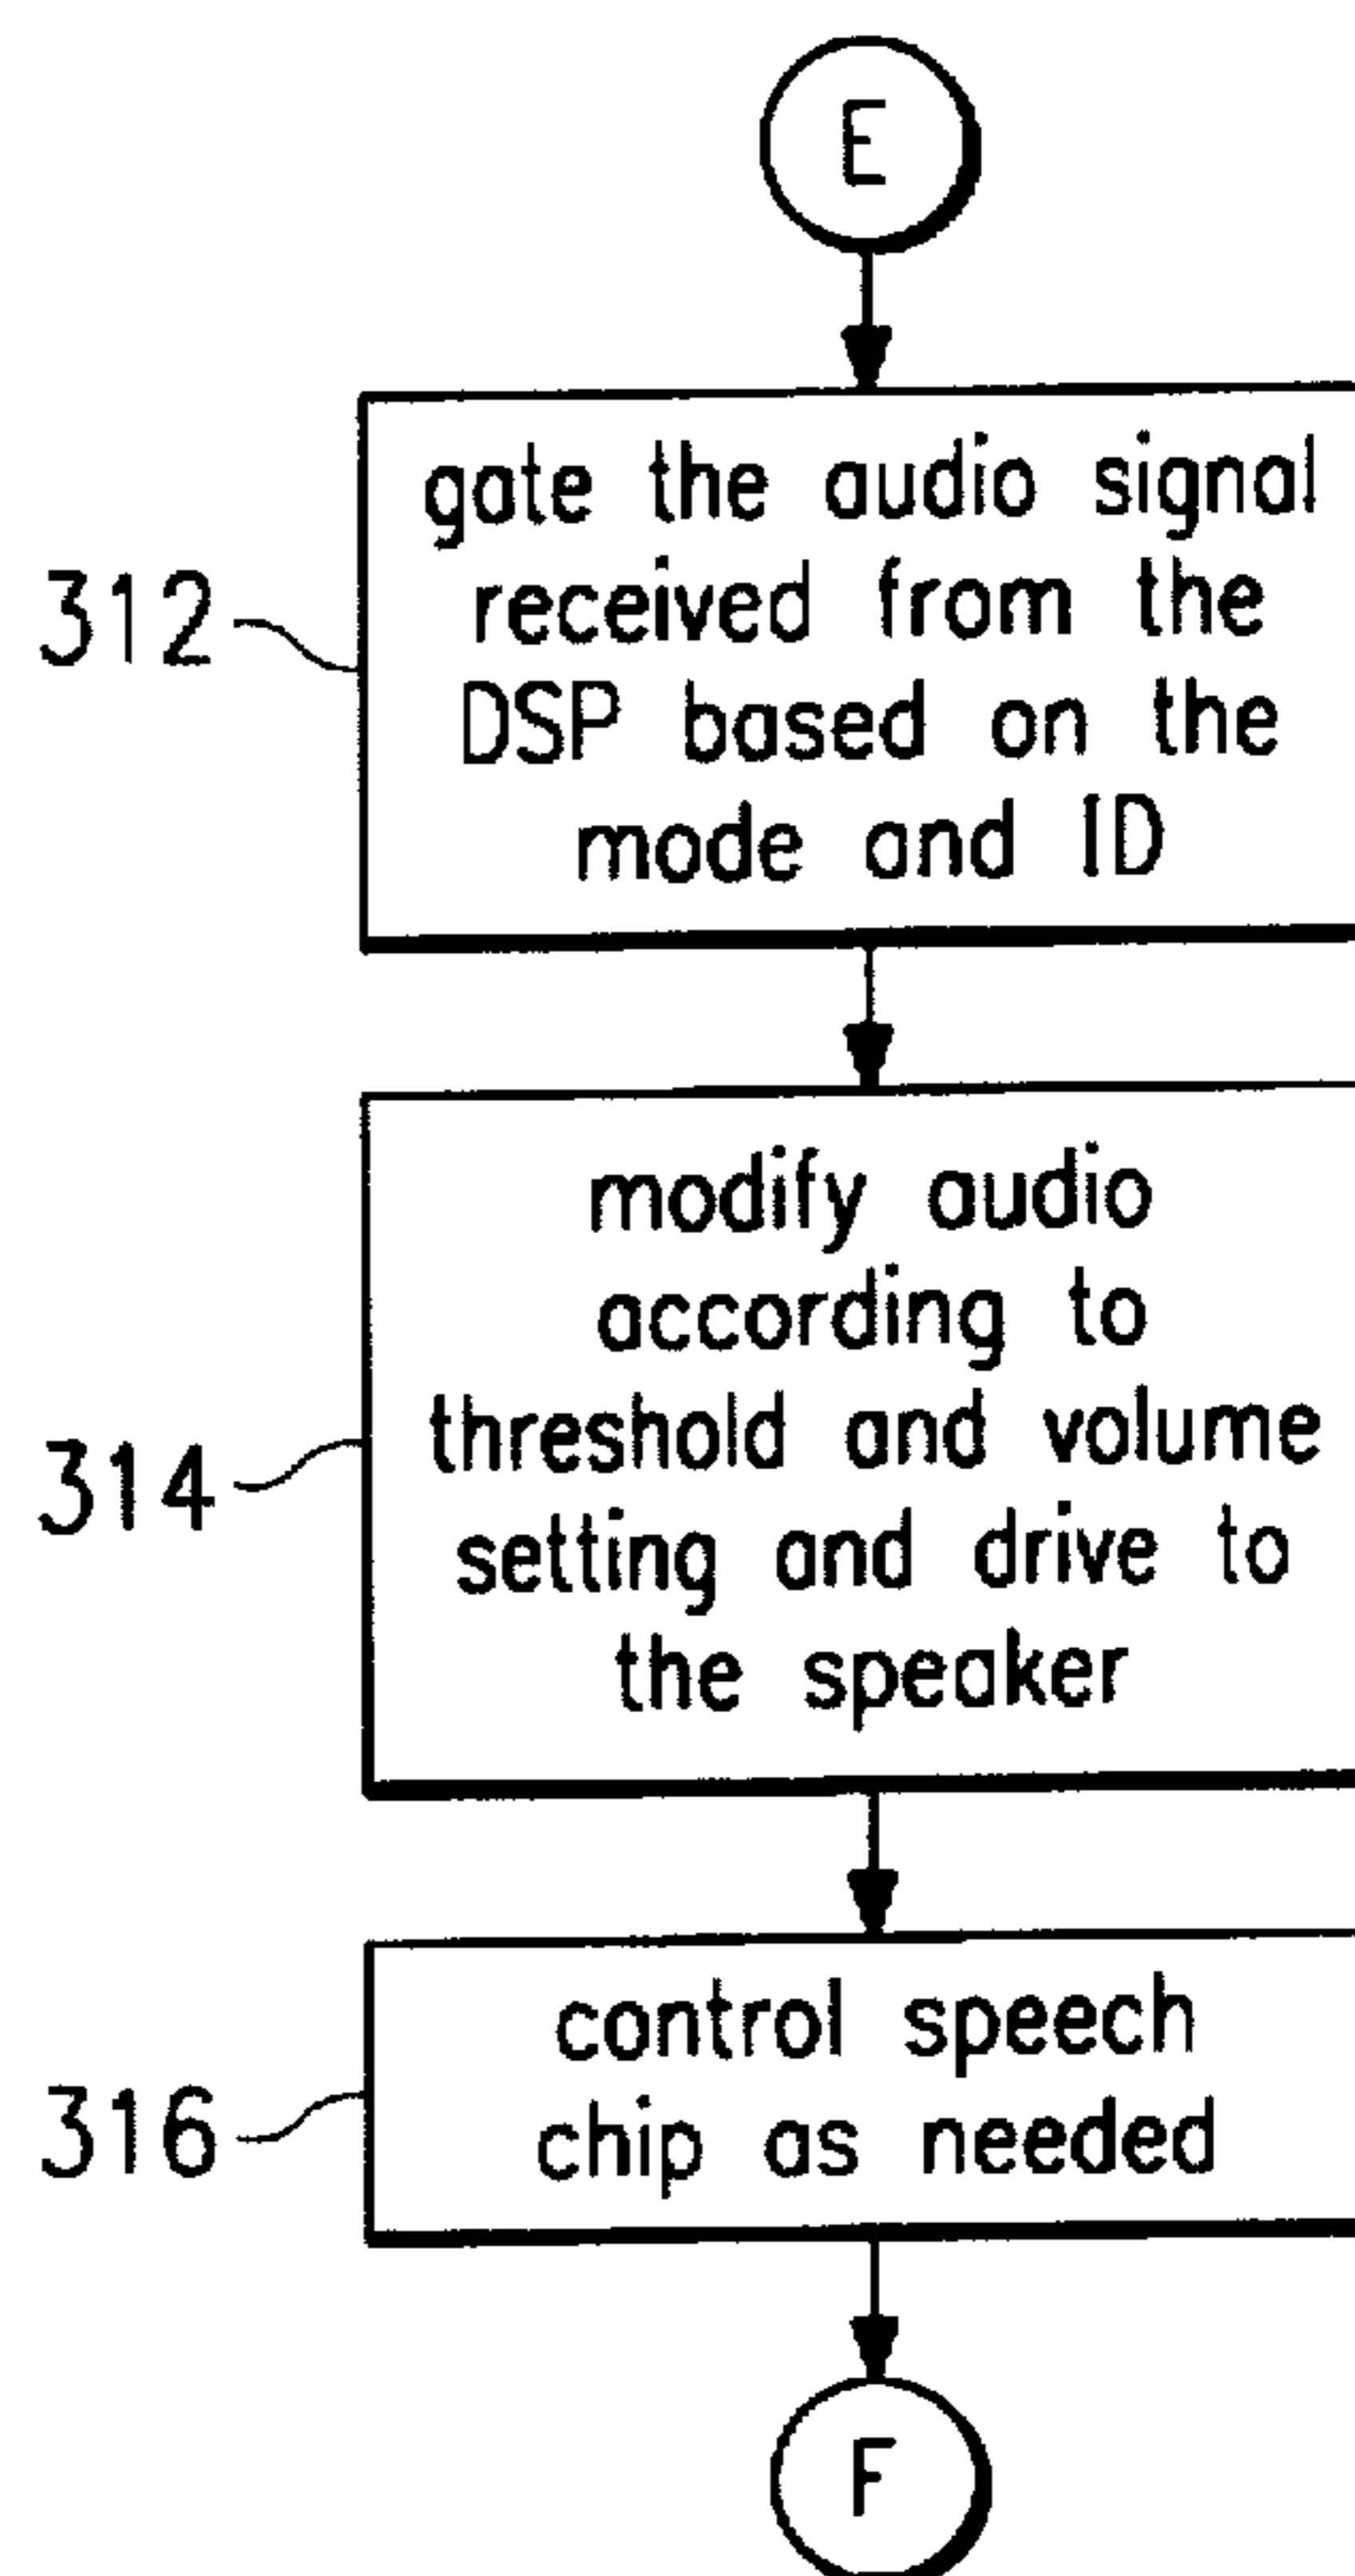 E
gate the audio signal
received from the
DSP based on the
mode and ID
312
modify audio
according to
threshold and volume
setting and drive to
the speaker
314
control speech
chip as needed
316
F